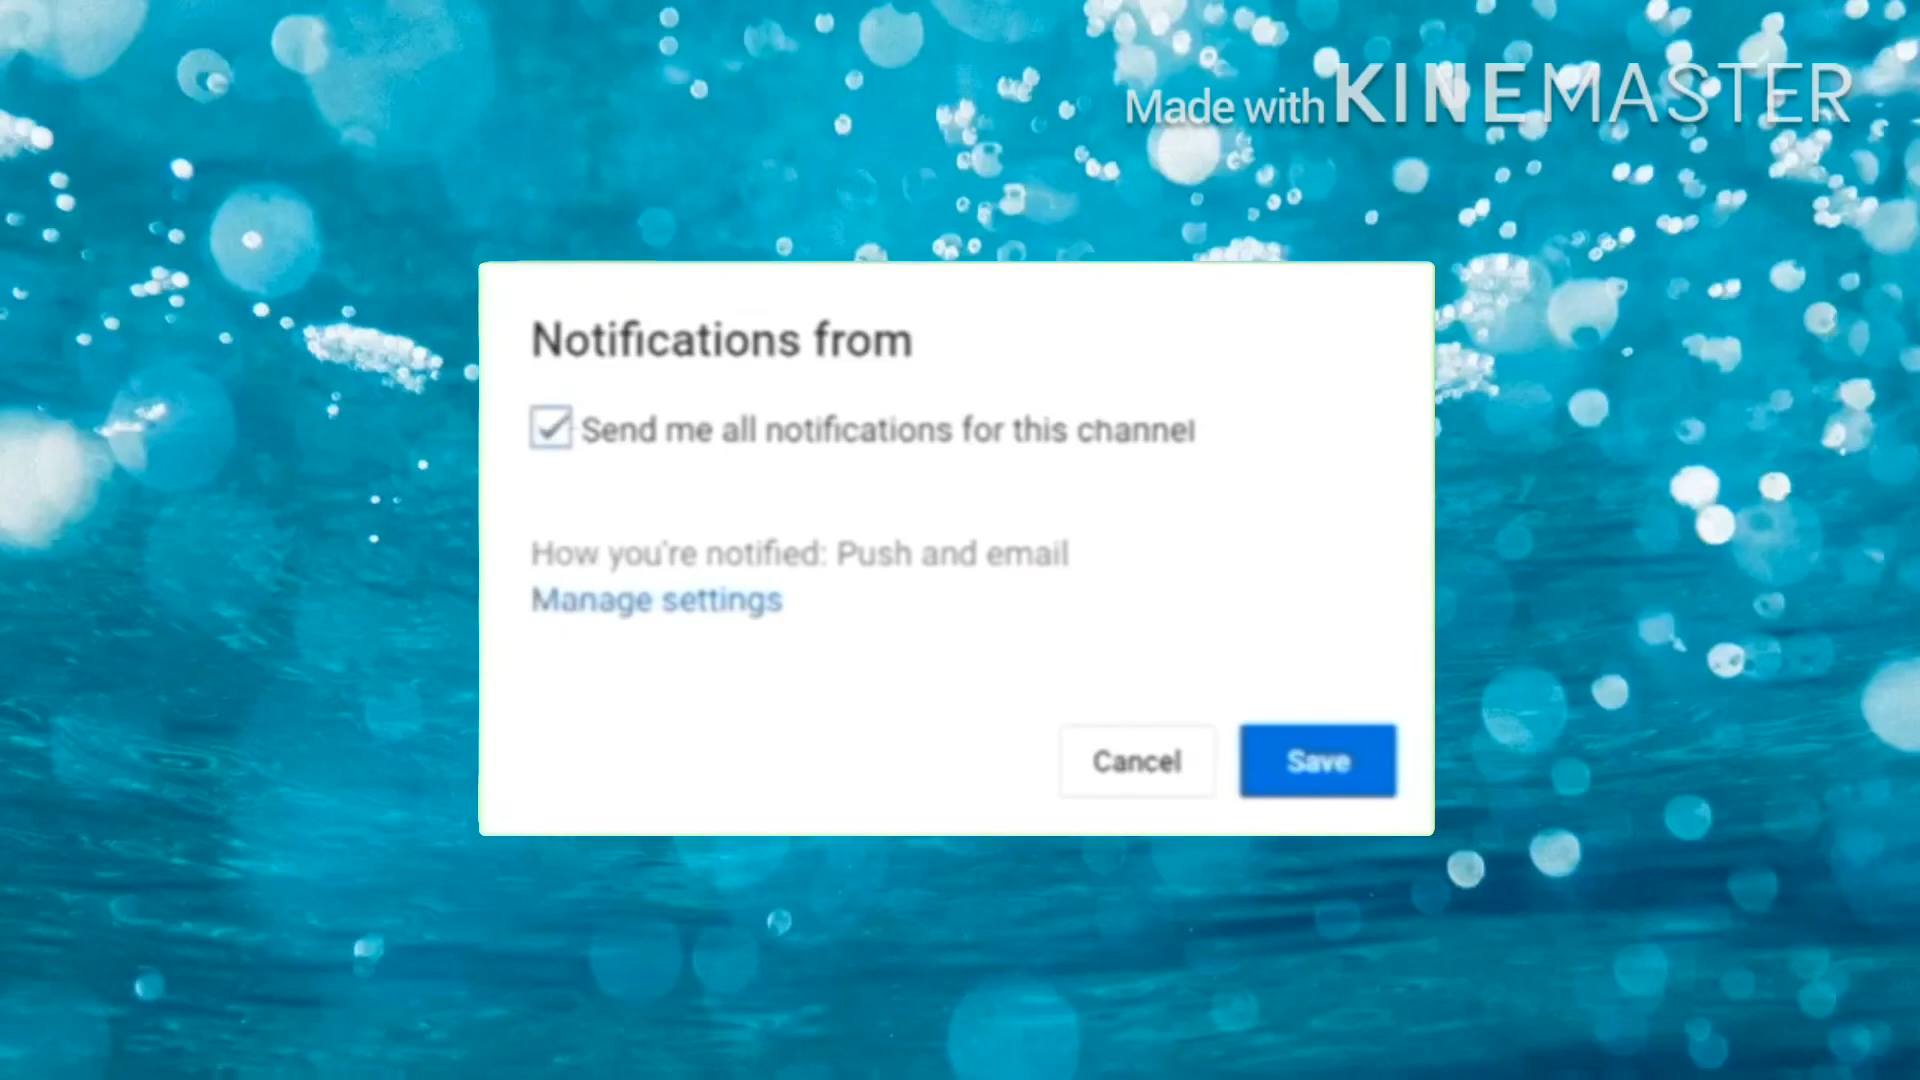 Made with KINEMASTER
Notifications from
Send me all notifications for this channel
How you're notified: Push and email
Manage settings
Cancel
Save